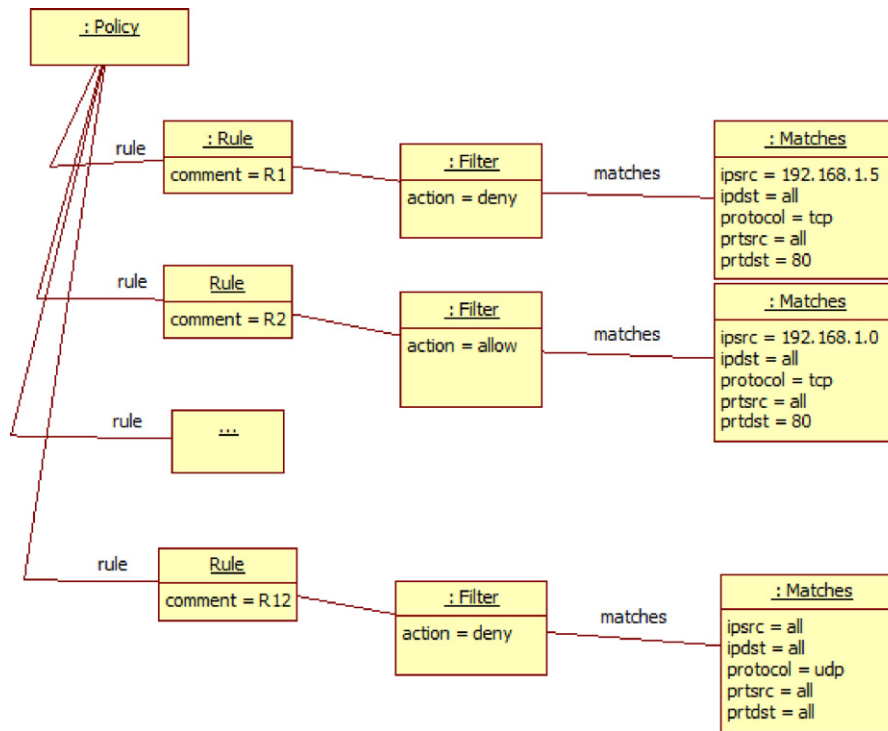 : Policy
rule
: Rule
comment = R1
: Filter
action = deny
matches
: Matches
ipsrc = 192.168.1.5
ipdst = all
protocol = tcp
prtsrc = all
prtdst = 80
rule
Rule
comment = R2
: Filter
action = allow
matches
: Matches
ipsrc = 192.168.1.0
ipdst = all
protocol = tcp
prtsrc = all
prtdst = 80
rule
...
rule
Rule
comment = R12
: Filter
action = deny
matches
: Matches
ipsrc = all
ipdst = all
protocol = udp
prtsrc = all
prtdst = all